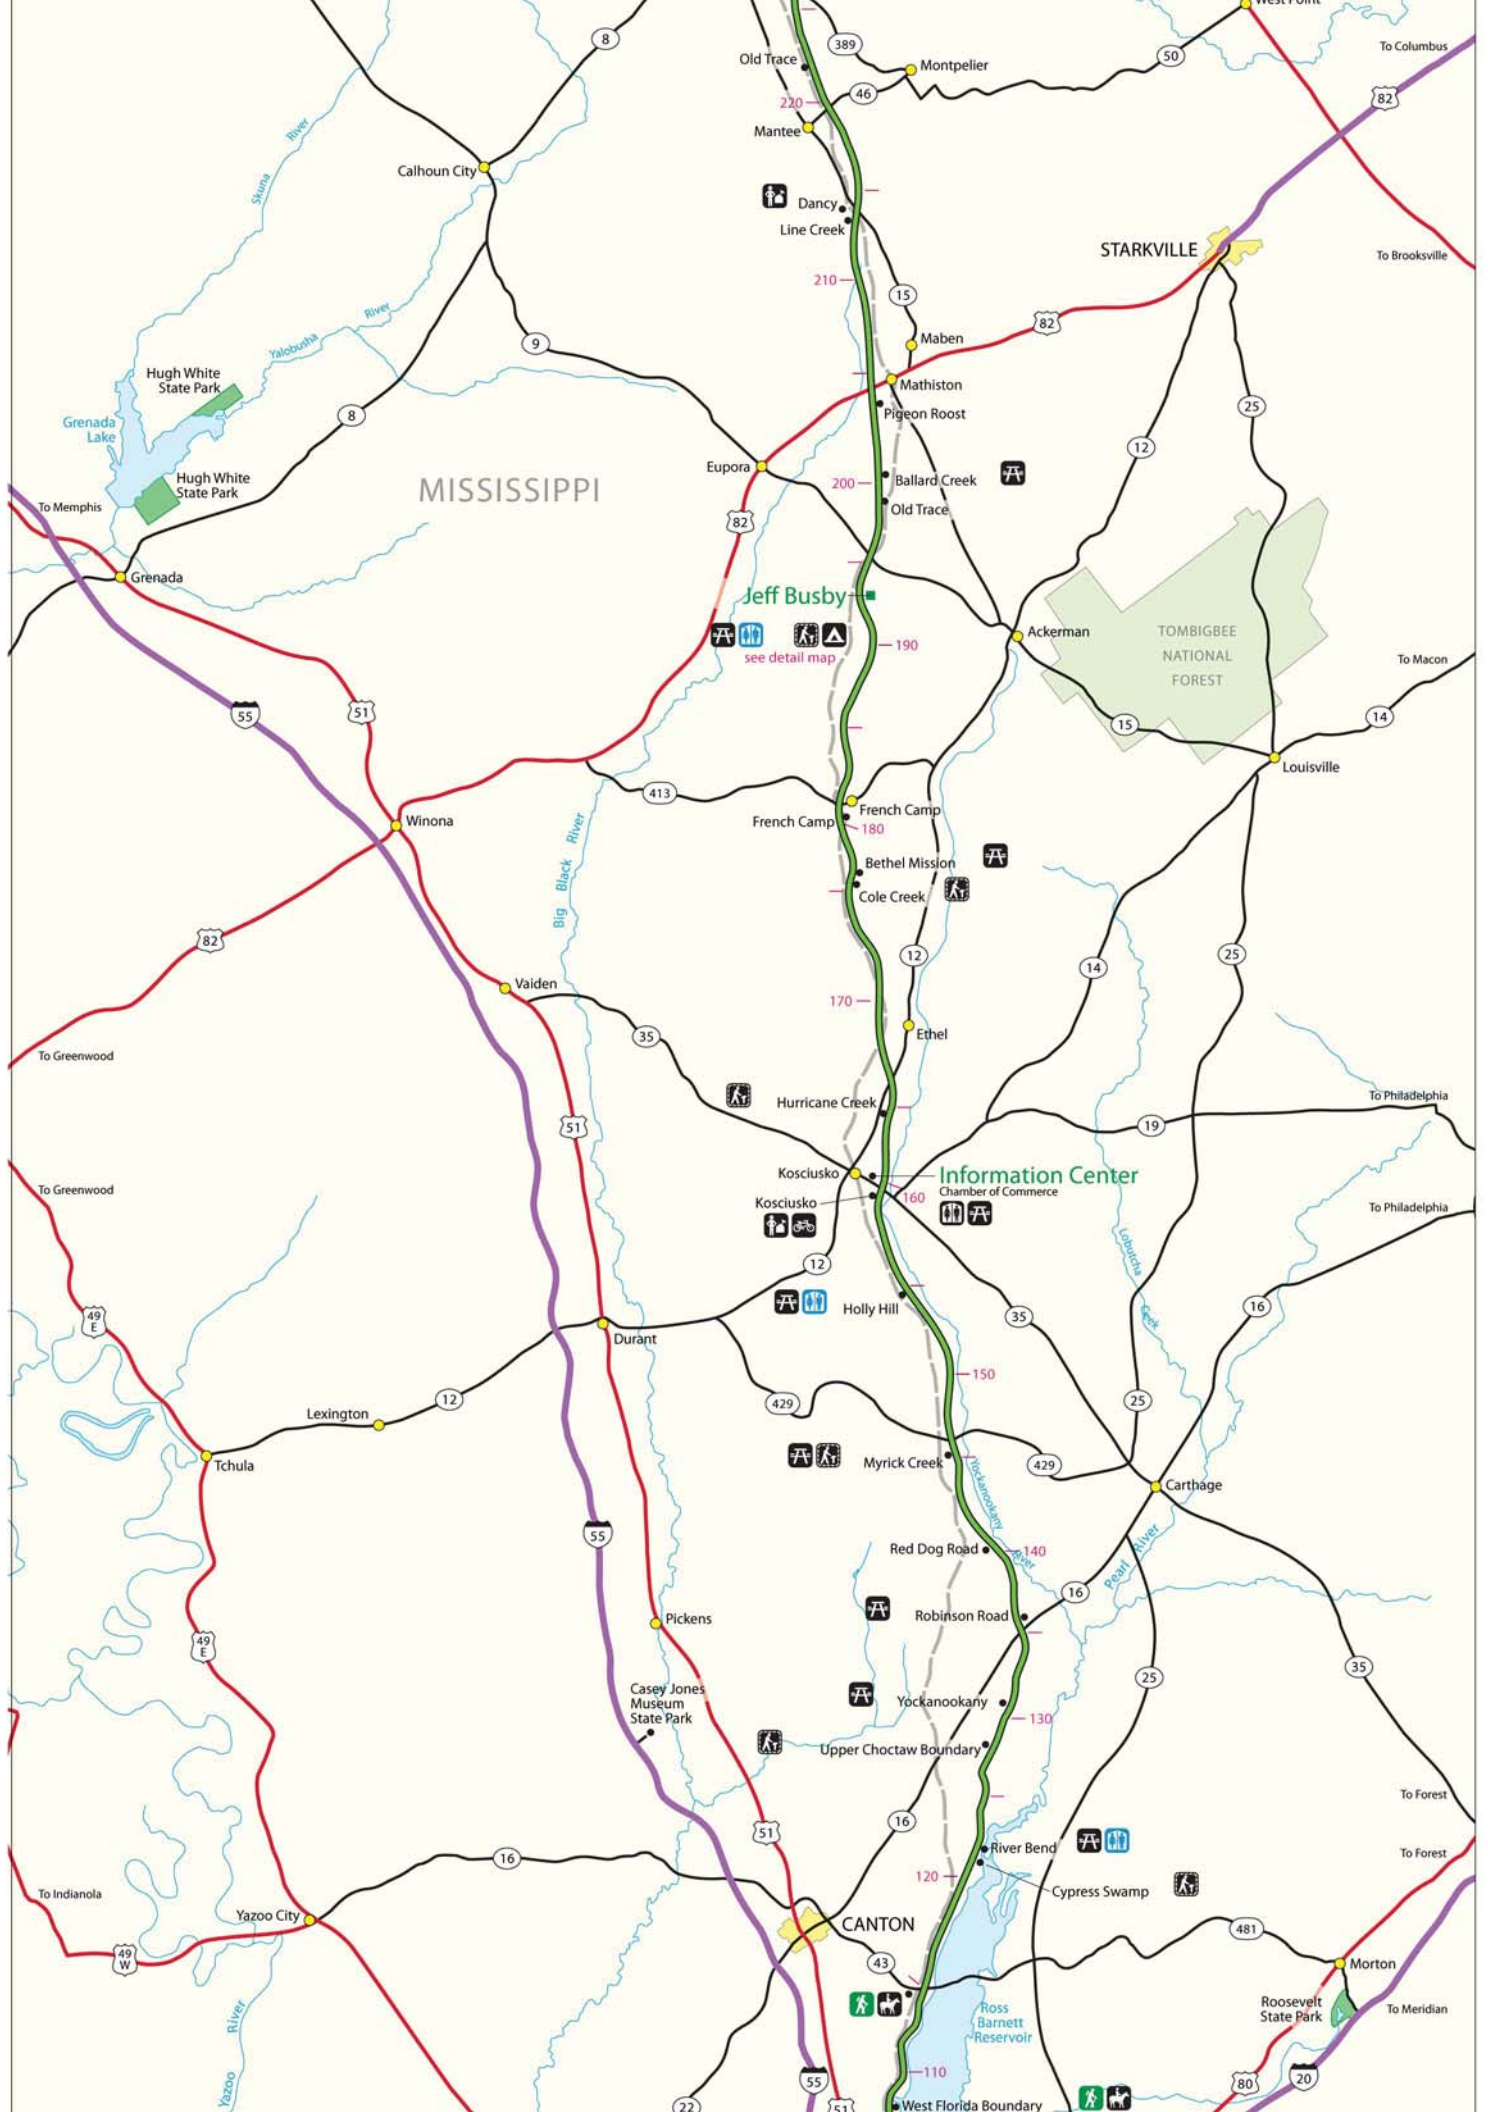 West Point
To Columbus
8
389
Old Trace
Montpelier
50
82
46
220
Mantee
River
Skuna
Calhoun City
Dancy
Line Creek
STARKVILLE
To Brooksville
210
15
River
Yalobusha
9
82
Maben
Hugh White
State Park
Mathiston
Pigeon Roost
25
8
Grenada
Lake
12
Eupora
Hugh White
State Park
MISSISSIPPI
Ballard Creek
200
Old Trace
To Memphis
82
Grenada
Jeff Busby
see detail map
190
Ackerman
TOMBIGBEE
NATIONAL
FOREST
To Macon
55
51
15
14
Louisville
413
French Camp
French Camp
180
Winona
Big Black River
Bethel Mission
Cole Creek
82
12
14
25
Vaiden
170
35
Ethel
To Greenwood
Hurricane Creek
To Philadelphia
51
19
Kosciusko
Information Center
Chamber of Commerce
To Greenwood
Kosciusko
160
To Philadelphia
12
Lobutcha
Creek
49
E
Holly Hill
35
16
Durant
150
12
429
25
Lexington
Tchula
Myrick Creek
429
Yockanookany
River
Carthage
55
Red Dog Road
140
Pearl River
16
Pickens
Robinson Road
49
E
35
25
Casey Jones
Museum
State Park
Yockanookany
130
Upper Choctaw Boundary
To Forest
51
16
River Bend
16
120
To Forest
Cypress Swamp
To Indianola
Yazoo City
CANTON
481
49
W
43
Morton
Roosevelt
State Park
To Meridian
Ross
Barnett
Reservoir
River
Yazoo
110
55
80
20
22
51
West Florida Boundary